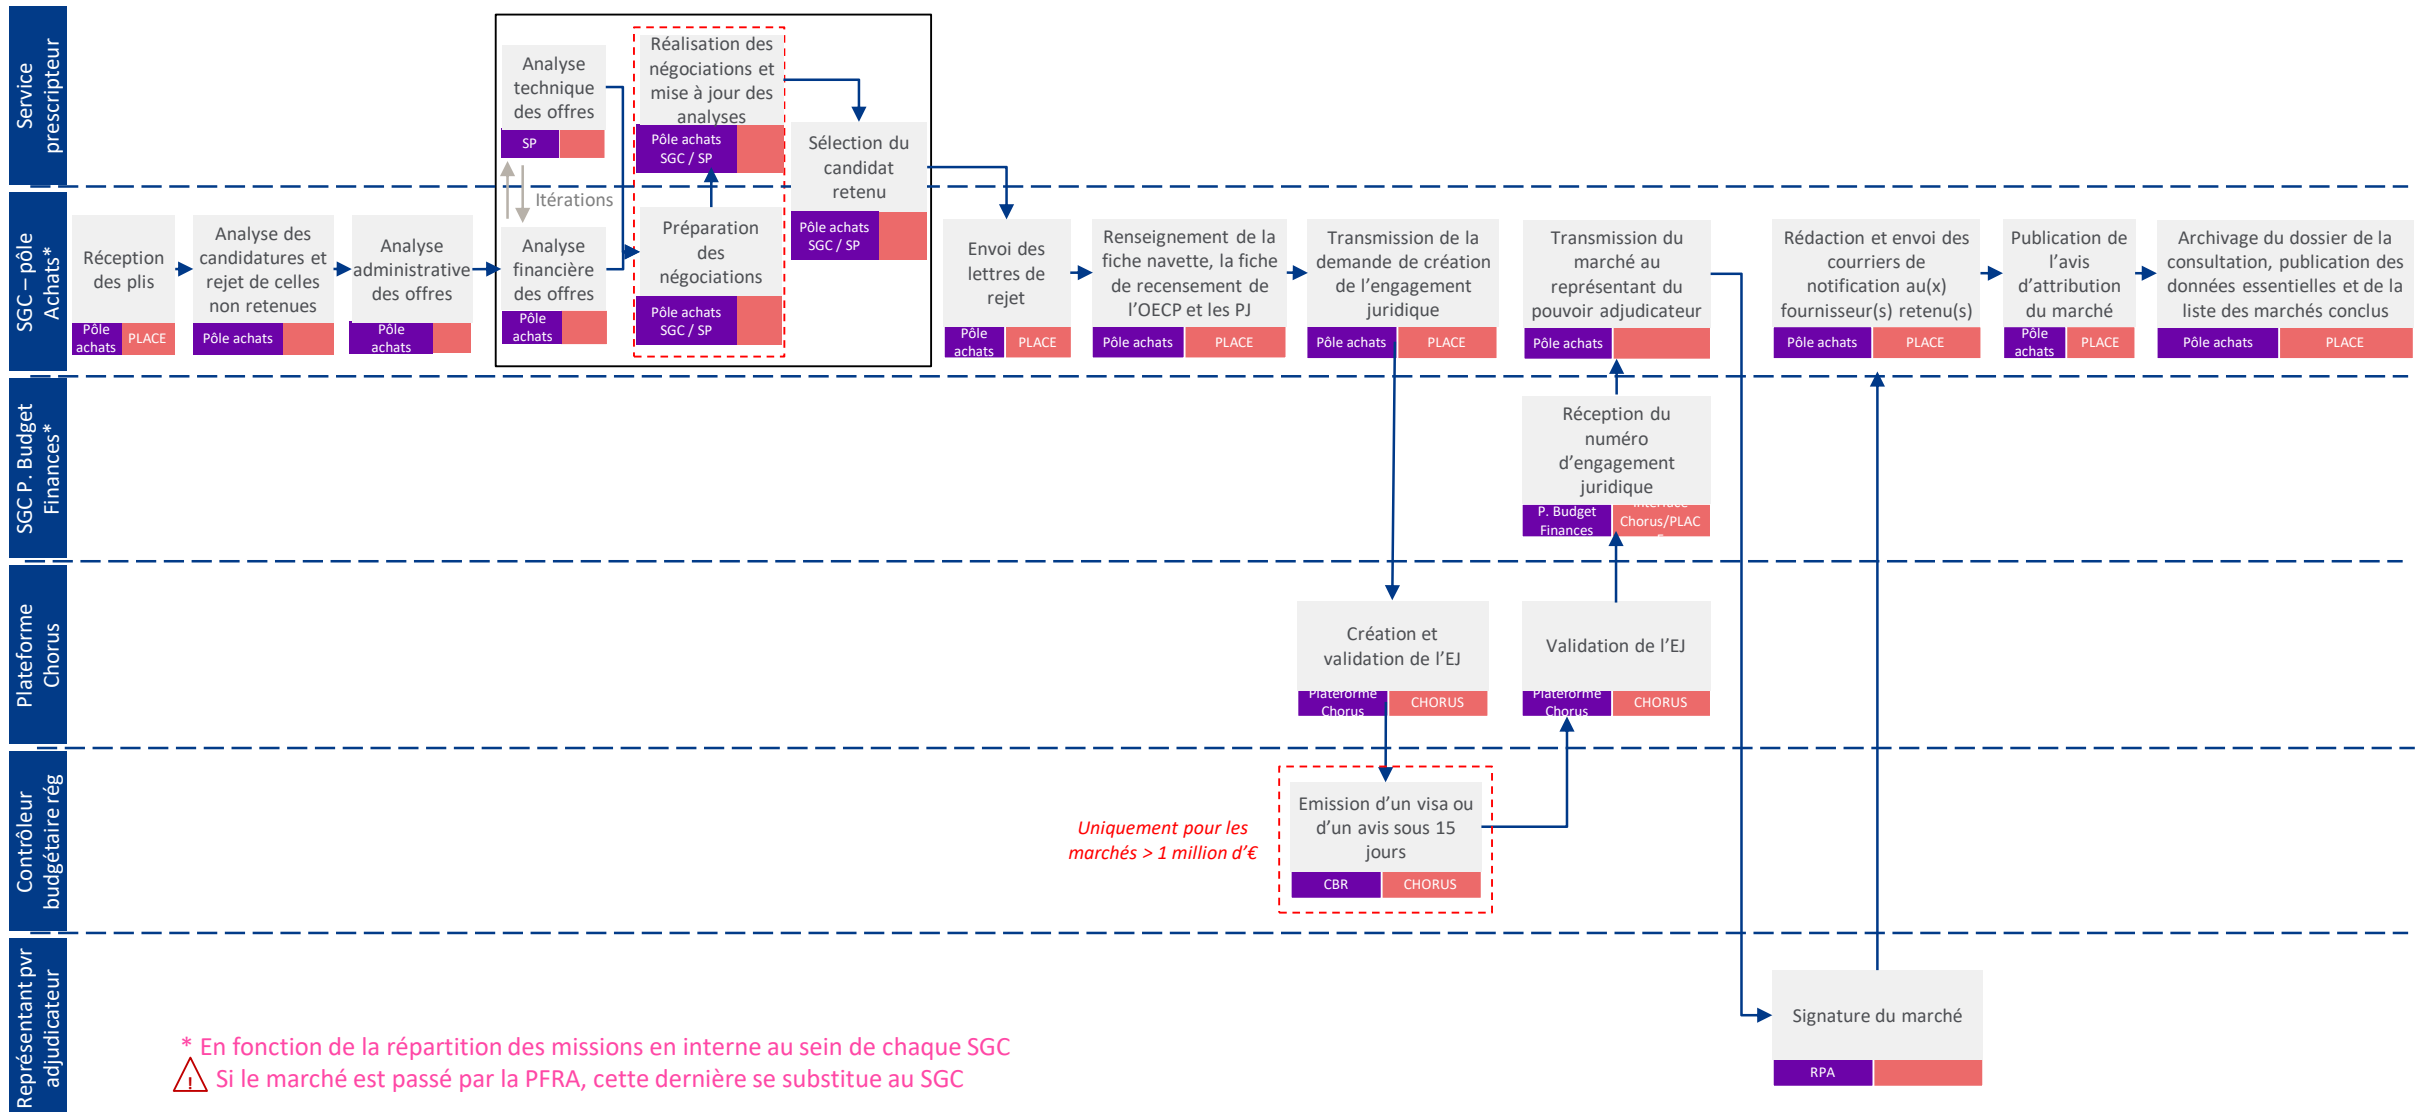 Service
prescripteur
Analyse
technique
des offres
SP
Réalisation des
négociations et
mise à jour des
analyses
Pôle achats
SGC / SP
Sélection du
candidat
retenu
Pôle achats
SGC / SP
Itérations
SGC – pôle
Achats*
Réception
des plis
Pôle
achats
PLACE
Analyse des
candidatures et
rejet de celles
non retenues
Pôle achats
Analyse
administrative
des offres
Pôle
achats
Analyse
financière
des offres
Pôle
achats
Préparation
des
négociations
Pôle achats
SGC / SP
Envoi des
lettres de
rejet
Pôle
achats
PLACE
Renseignement de la
fiche navette, la fiche
de recensement de
l’OECP et les PJ
Pôle achats
PLACE
Transmission de la
demande de création
de l’engagement
juridique
Pôle achats
PLACE
Transmission du
marché au
représentant du
pouvoir adjudicateur
Pôle achats
Rédaction et envoi des
courriers de
notification au(x)
fournisseur(s) retenu(s)
Pôle achats
PLACE
Publication de
l’avis
d’attribution
du marché
Pôle
achats
PLACE
Archivage du dossier de la
consultation, publication des
données essentielles et de la
liste des marchés conclus
Pôle achats
PLACE
SGC P. Budget
Finances*
Réception du
numéro
d’engagement
juridique
P. Budget
Finances
Interface
Chorus/PLAC
E
Plateforme
Chorus
Création et
validation de l’EJ
Plateforme
Chorus
CHORUS
Validation de l’EJ
Plateforme
Chorus
CHORUS
Contrôleur
budgétaire rég
Uniquement pour les
marchés > 1 million d’€
Emission d’un visa ou
d’un avis sous 15
jours
CBR
CHORUS
Représentant pvr
adjudicateur
Signature du marché
RPA
* En fonction de la répartition des missions en interne au sein de chaque SGC
! Si le marché est passé par la PFRA, cette dernière se substitue au SGC